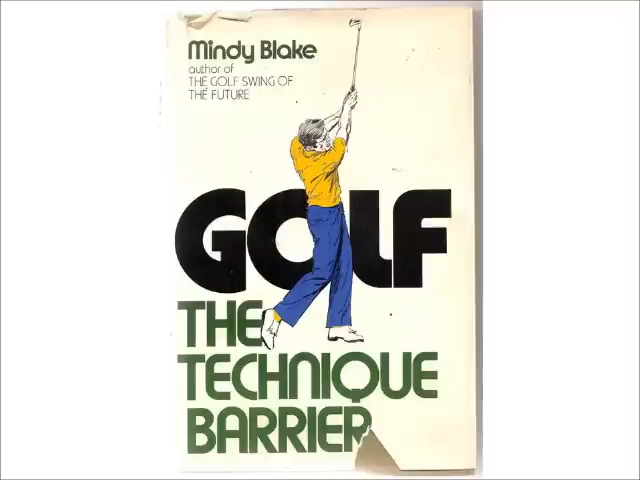 Mindy Blake
author of
THE GOLF SWING OF
THE FUTURE
GOLF
THE
TECHNIQUE
BARRIER